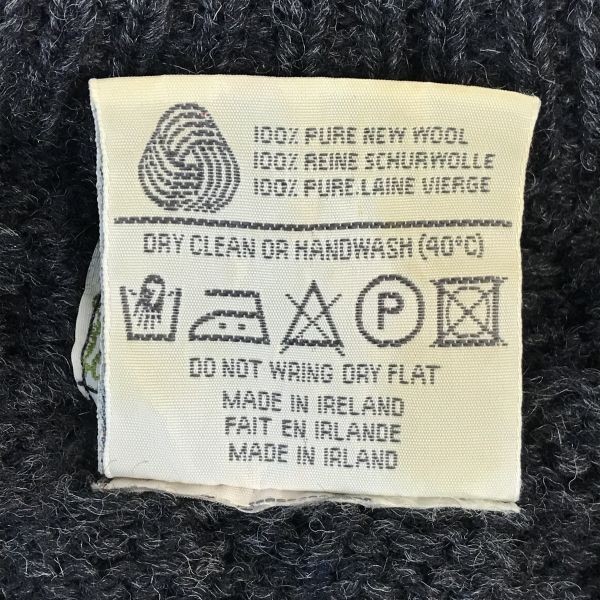 100% PURE NEW WOOL
100% REINE SCHURWOLLE
100% PURE LAINE VIERGE
DRY CLEAN OR HANDWASH (40°C)
P
DO NOT WRING DRY FLAT
MADE IN IRELAND
FAIT EN IRLANDE
MADE IN IRLAND